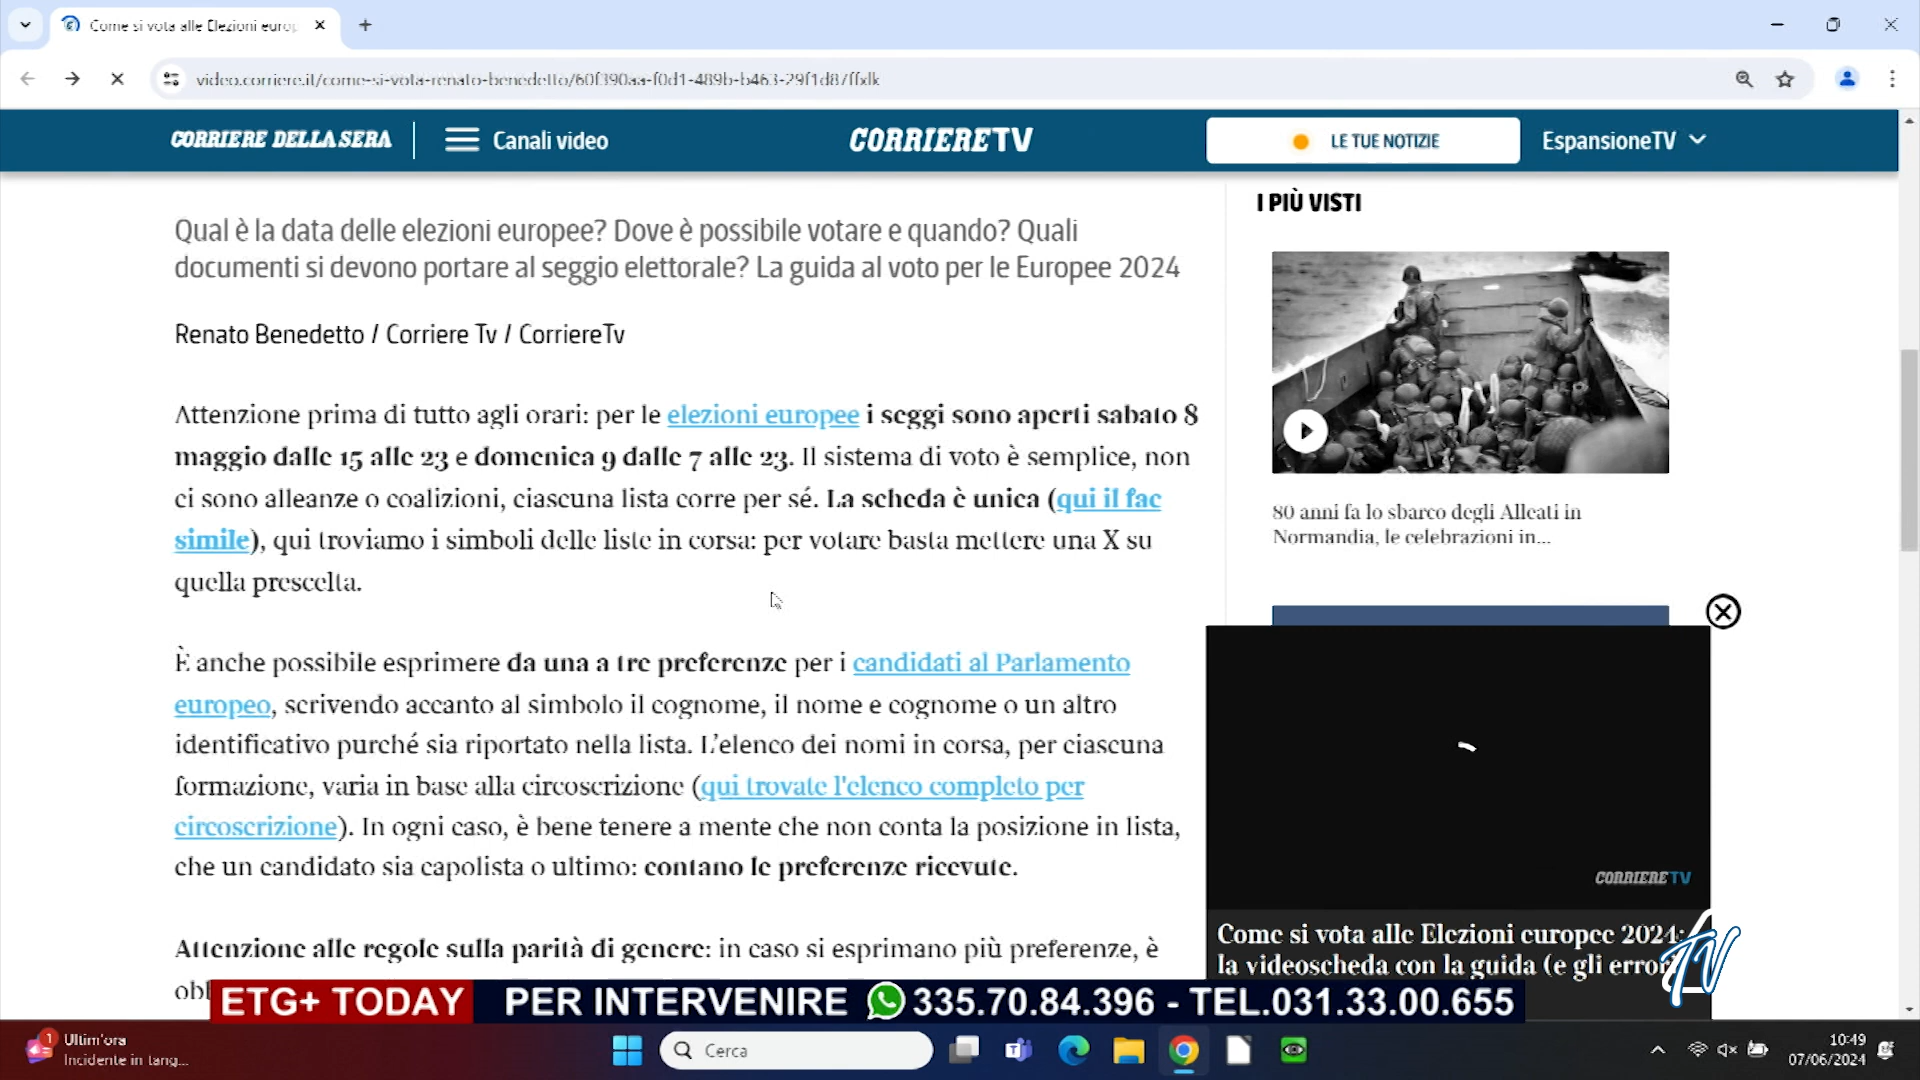 Come si vota alle Elezioni europ
video.corriere.it/come-si-vota-renato-benedetto/60f390aa-f0d1-489b-b463-29f1d87ffxlk
CORRIERE DELLA SERA
Canali video
CORRIERETV
LE TUE NOTIZIE
EspansioneTV
Qual è la data delle elezioni europee? Dove è possibile votare e quando? Quali
documenti si devono portare al seggio elettorale? La guida al voto per le Europee 2024
Renato Benedetto / Corriere Tv / CorriereTv
Attenzione prima di tutto agli orari: per le elezioni europee i seggi sono aperti sabato 8
maggio dalle 15 alle 23 e domenica 9 dalle 7 alle 23. Il sistema di voto è semplice, non
ci sono alleanze o coalizioni, ciascuna lista corre per sé. La scheda è unica (qui il fac
simile), qui troviamo i simboli delle liste in corsa: per votare basta mettere una X su
quella prescelta.
È anche possibile esprimere da una a tre preferenze per i candidati al Parlamento
europeo, scrivendo accanto al simbolo il cognome, il nome e cognome o un altro
identificativo purché sia riportato nella lista. L'elenco dei nomi in corsa, per ciascuna
formazione, varia in base alla circoscrizione (qui trovate l'elenco completo per
circoscrizione). In ogni caso, è bene tenere a mente che non conta la posizione in lista,
che un candidato sia capolista o ultimo: contano le preferenze ricevute.
Attenzione alle regole sulla parità di genere: in caso si esprimano più preferenze, è
I PIÙ VISTI
80 anni fa lo sbarco degli Alleati in
Normandia, le celebrazioni in...
CORRIERETV
Come si vota alle Elezioni europee 2024:
la videoscheda con la guida (e gli errori
TV
ETG+ TODAY PER INTERVENIRE 335.70.84.396 - TEL.031.33.00.655
1
Ultim'ora
Incidente in tang...
Cerca
10:49
07/06/2024